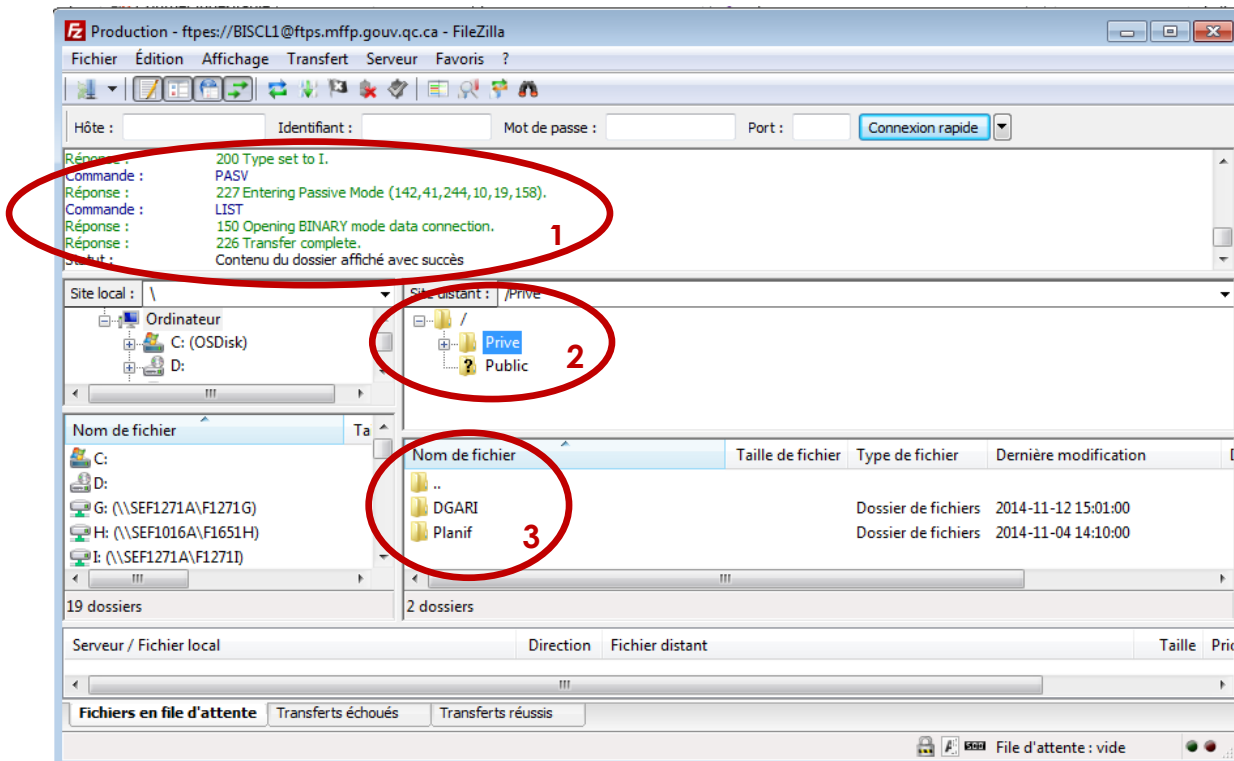 Production - ftpes://BISCL1@ftps.mffp.gouv.qc.ca - FileZilla
Fichier Édition Affichage Transfert Serveur Favoris ?
Hôte : Identifiant : Mot de passe : Port : Connexion rapide
Réponse : 200 Type set to I.
Commande : PASV
Réponse : 227 Entering Passive Mode (142,41,244,10,19,158).
Commande : LIST
Réponse : 150 Opening BINARY mode data connection.
Réponse : 226 Transfer complete.
Statut : Contenu du dossier affiché avec succès
1
Site local : \
Ordinateur
C: (OSDisk)
D:
Site distant : /Prive
/
Prive
Public
2
Nom de fichier Ta
C:
D:
G: (\\SEF1271A\F1271G)
H: (\\SEF1016A\F1651H)
I: (\\SEF1271A\F1271I)
19 dossiers
Nom de fichier Taille de fichier Type de fichier Dernière modification
..
DGARI Dossier de fichiers 2014-11-12 15:01:00
Planif Dossier de fichiers 2014-11-04 14:10:00
3
2 dossiers
Serveur / Fichier local Direction Fichier distant Taille Pric
Fichiers en file d'attente Transferts échoués Transferts réussis
File d'attente : vide